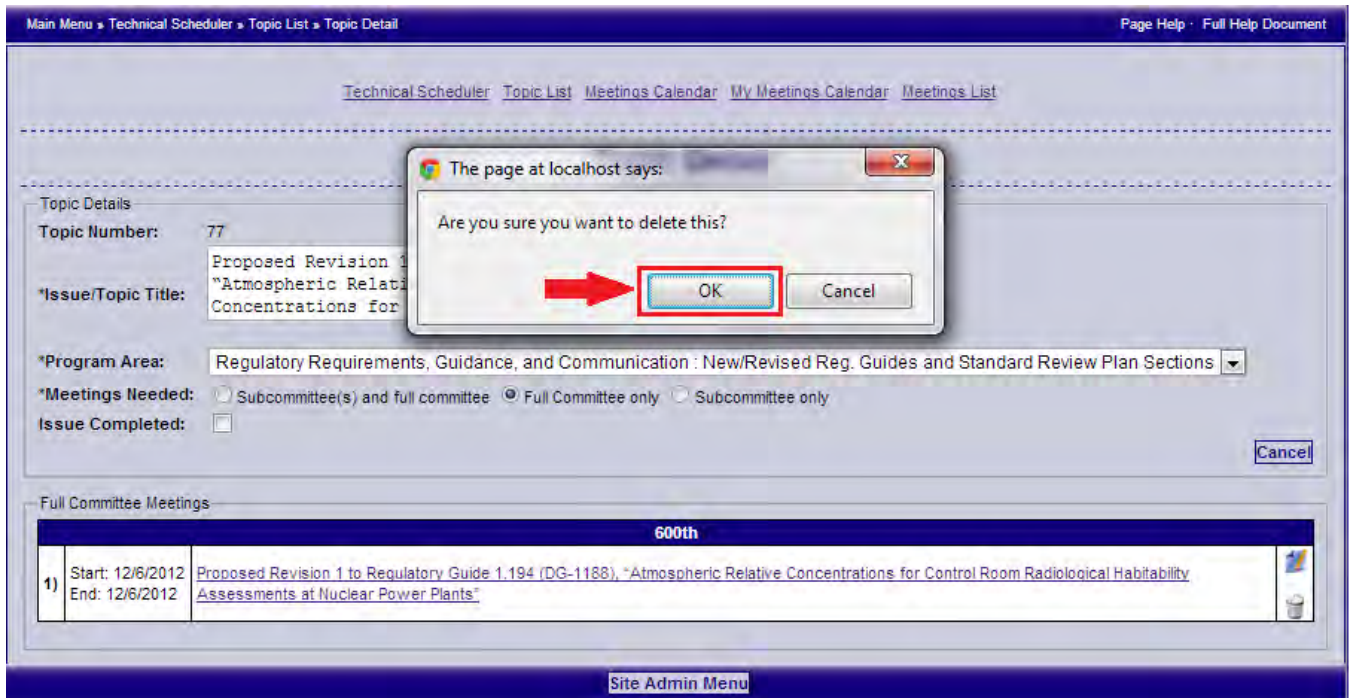 Main Menu » Technical Scheduler » Topic List » Topic Detail Page Help · Full Help Document
Technical Scheduler Topic List Meetings Calendar My Meetings Calendar Meetings List
The page at localhost says:
Are you sure you want to delete this?
OK Cancel
Topic Details
Topic Number: 77
*Issue/Topic Title:
Proposed Revision
"Atmospheric Relati
Concentrations for
*Program Area: Regulatory Requirements, Guidance, and Communication : New/Revised Reg. Guides and Standard Review Plan Sections
*Meetings Needed: Subcommittee(s) and full committee Full Committee only Subcommittee only
Issue Completed:
Cancel
Full Committee Meetings
600th
1) Start: 12/6/2012
End: 12/6/2012
Proposed Revision 1 to Regulatory Guide 1.194 (DG-1188), "Atmospheric Relative Concentrations for Control Room Radiological Habitability
Assessments at Nuclear Power Plants"
Site Admin Menu